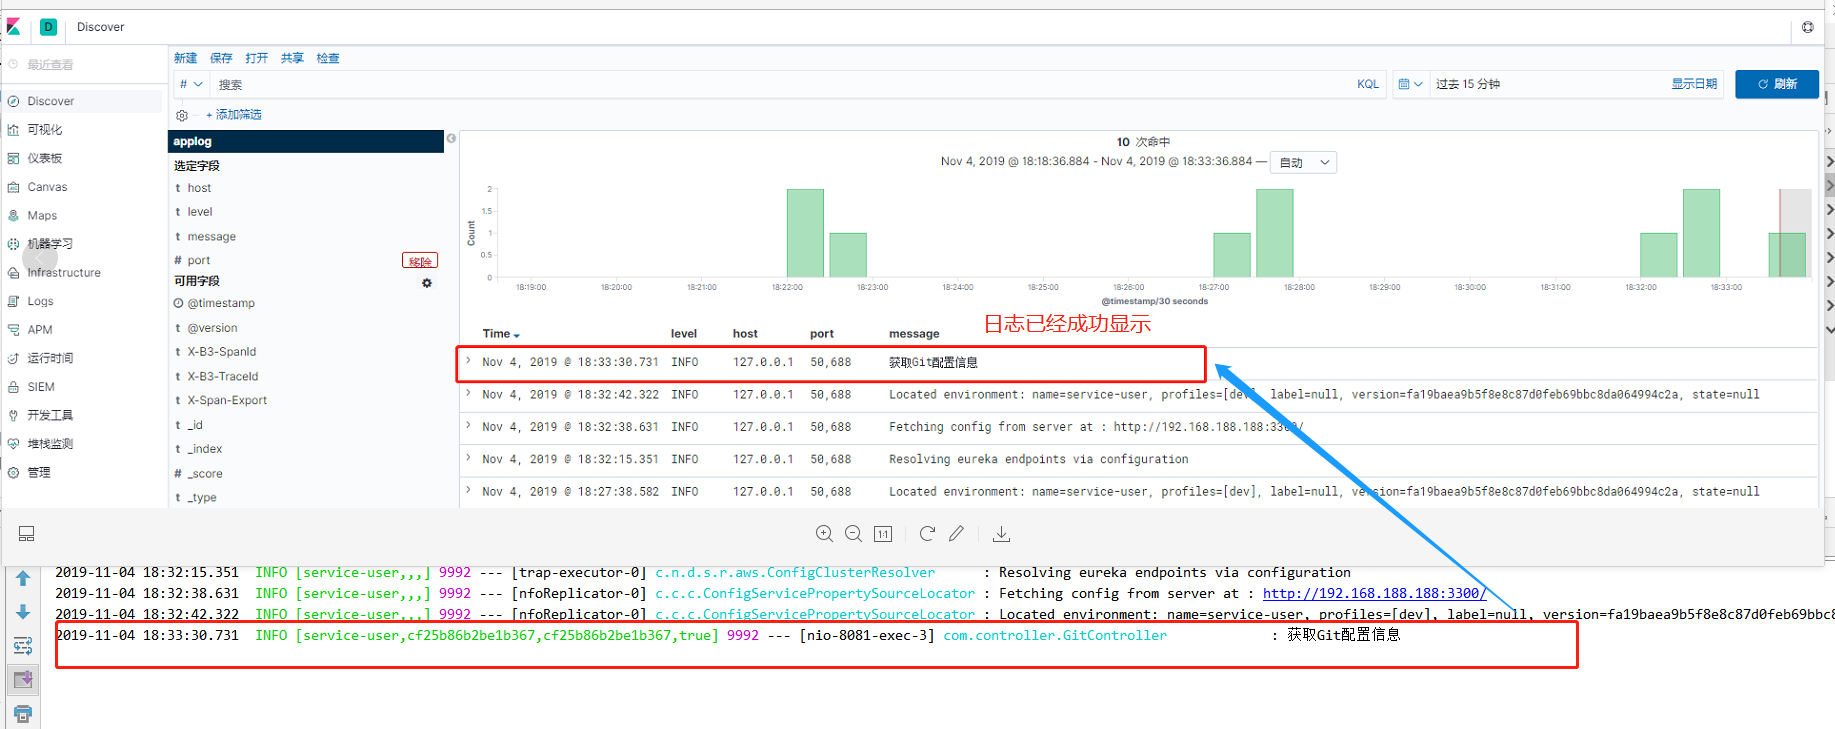 D Discover
最近查看
Discover
可视化
仪表板
Canvas
Maps
机器学习
Infrastructure
Logs
APM
运行时间
SIEM
开发工具
堆栈监测
管理
新建 保存 打开 共享 检查
# 搜索 KQL 过去 15 分钟 显示日期 刷新
+ 添加筛选
applog
选定字段
t host
t level
t message
# port 移除
可用字段
@timestamp
t @version
t X-B3-SpanId
t X-B3-TraceId
t X-Span-Export
t _id
t _index
# _score
t _type
10 次命中
Nov 4, 2019 @ 18:18:36.884 - Nov 4, 2019 @ 18:33:36.884 — 自动
Count
2
1.5
1
0.5
0
18:19:00 18:20:00 18:21:00 18:22:00 18:23:00 18:24:00 18:25:00 18:26:00 18:27:00 18:28:00 18:29:00 18:30:00 18:31:00 18:32:00 18:33:00
@timestamp/30 seconds
日志已经成功显示
Time level host port message
Nov 4, 2019 @ 18:33:30.731 INFO 127.0.0.1 50,688 获取Git配置信息
Nov 4, 2019 @ 18:32:42.322 INFO 127.0.0.1 50,688 Located environment: name=service-user, profiles=[dev], label=null, version=fa19baea9b5f8e8c87d0feb69bbc8da064994c2a, state=null
Nov 4, 2019 @ 18:32:38.631 INFO 127.0.0.1 50,688 Fetching config from server at : http://192.168.188.188:3300/
Nov 4, 2019 @ 18:32:15.351 INFO 127.0.0.1 50,688 Resolving eureka endpoints via configuration
Nov 4, 2019 @ 18:27:38.582 INFO 127.0.0.1 50,688 Located environment: name=service-user, profiles=[dev], label=null, version=fa19baea9b5f8e8c87d0feb69bbc8da064994c2a, state=null
1:1
2019-11-04 18:32:15.351 INFO [service-user,,,] 9992 --- [trap-executor-0] c.n.d.s.r.aws.ConfigClusterResolver : Resolving eureka endpoints via configuration
2019-11-04 18:32:38.631 INFO [service-user,,,] 9992 --- [nfoReplicator-0] c.c.c.ConfigServicePropertySourceLocator : Fetching config from server at : http://192.168.188.188:3300/
2019-11-04 18:32:42.322 INFO [service-user,,,] 9992 --- [nfoReplicator-0] c.c.c.ConfigServicePropertySourceLocator : Located environment: name=service-user, profiles=[dev], label=null, version=fa19baea9b5f8e8c87d0feb69bbc8
2019-11-04 18:33:30.731 INFO [service-user,cf25b86b2be1b367,cf25b86b2be1b367,true] 9992 --- [nio-8081-exec-3] com.controller.GitController : 获取Git配置信息